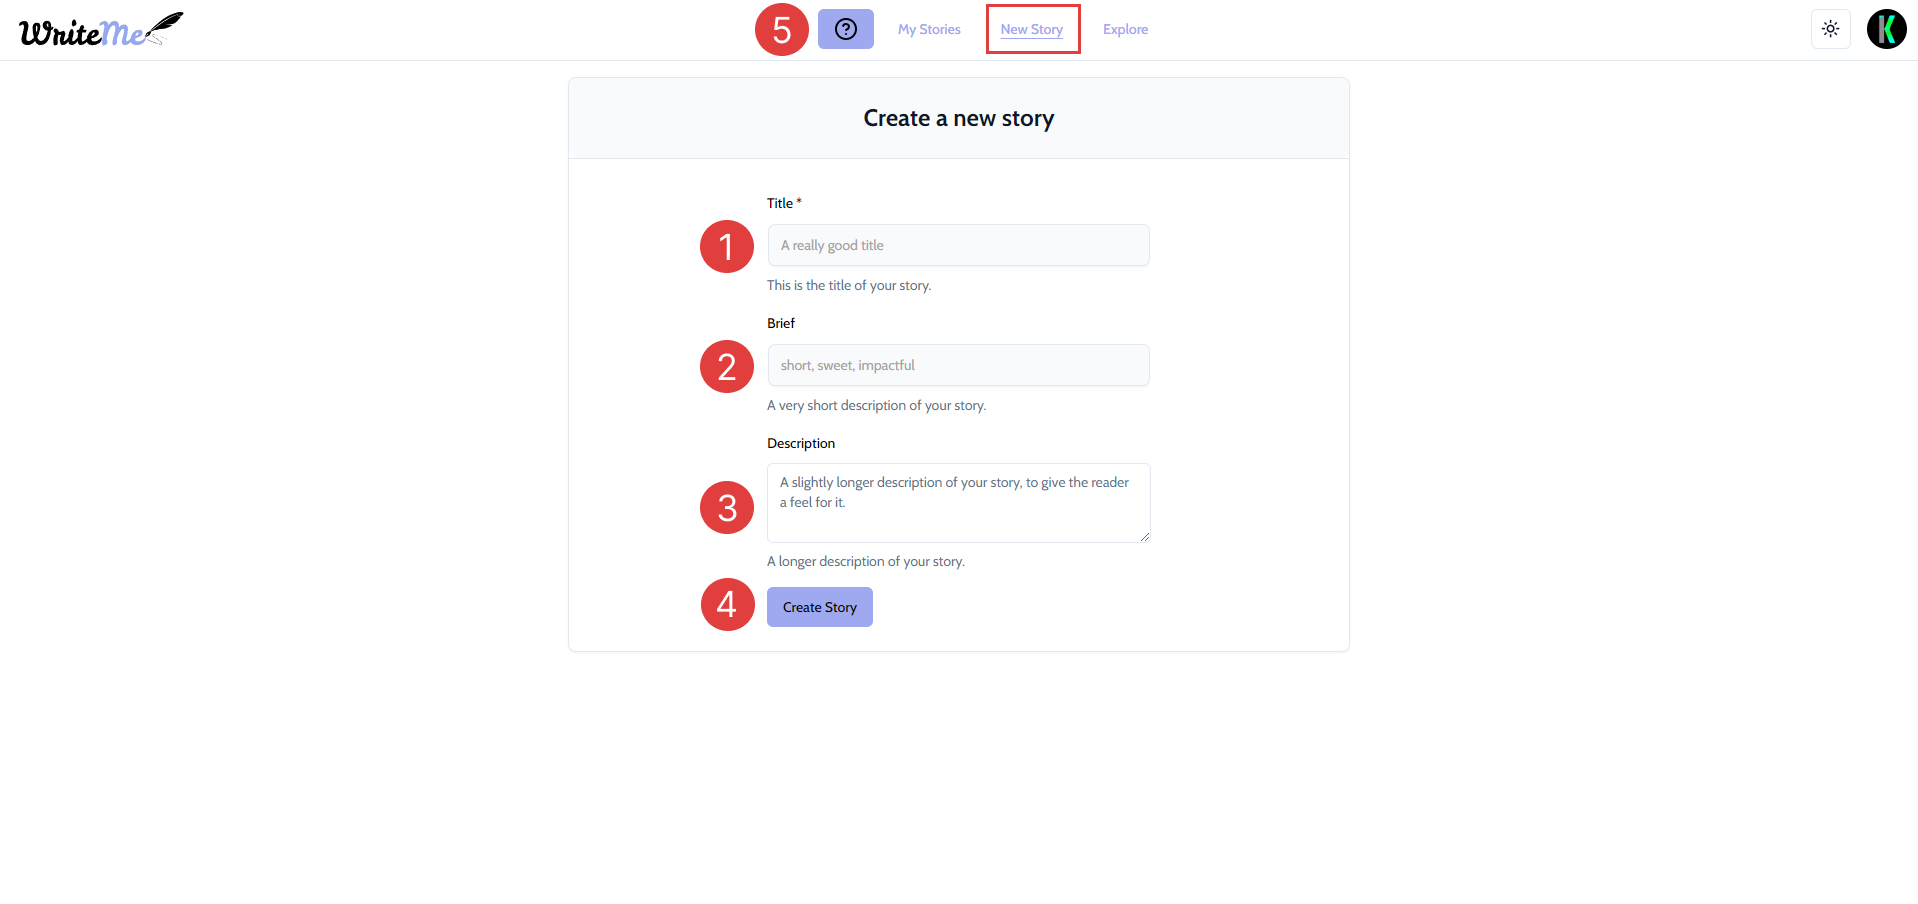 WriteMe
5
My Stories
New Story
Explore
Create a new story
Title *
1
A really good title
This is the title of your story.
Brief
2
short, sweet, impactful
A very short description of your story.
Description
3
A slightly longer description of your story, to give the reader
a feel for it.
A longer description of your story.
4
Create Story